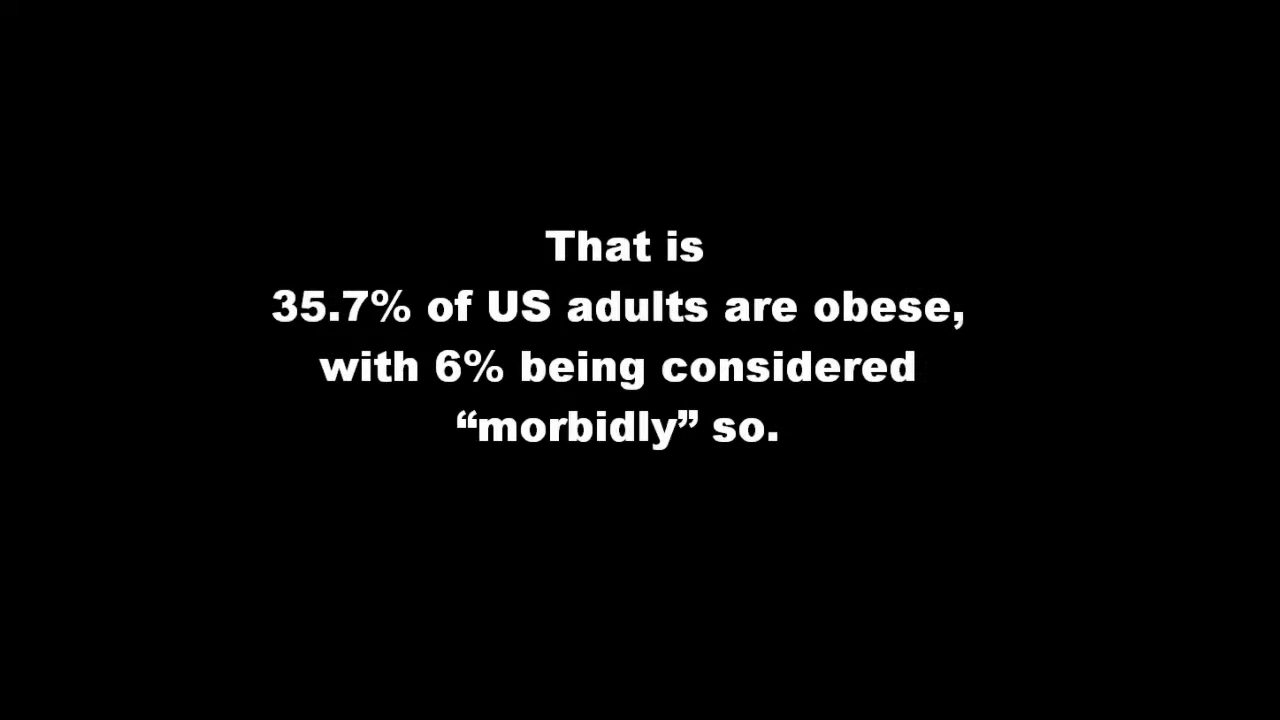 That is
35.7% of US adults are obese,
with 6% being considered
“morbidly” so.